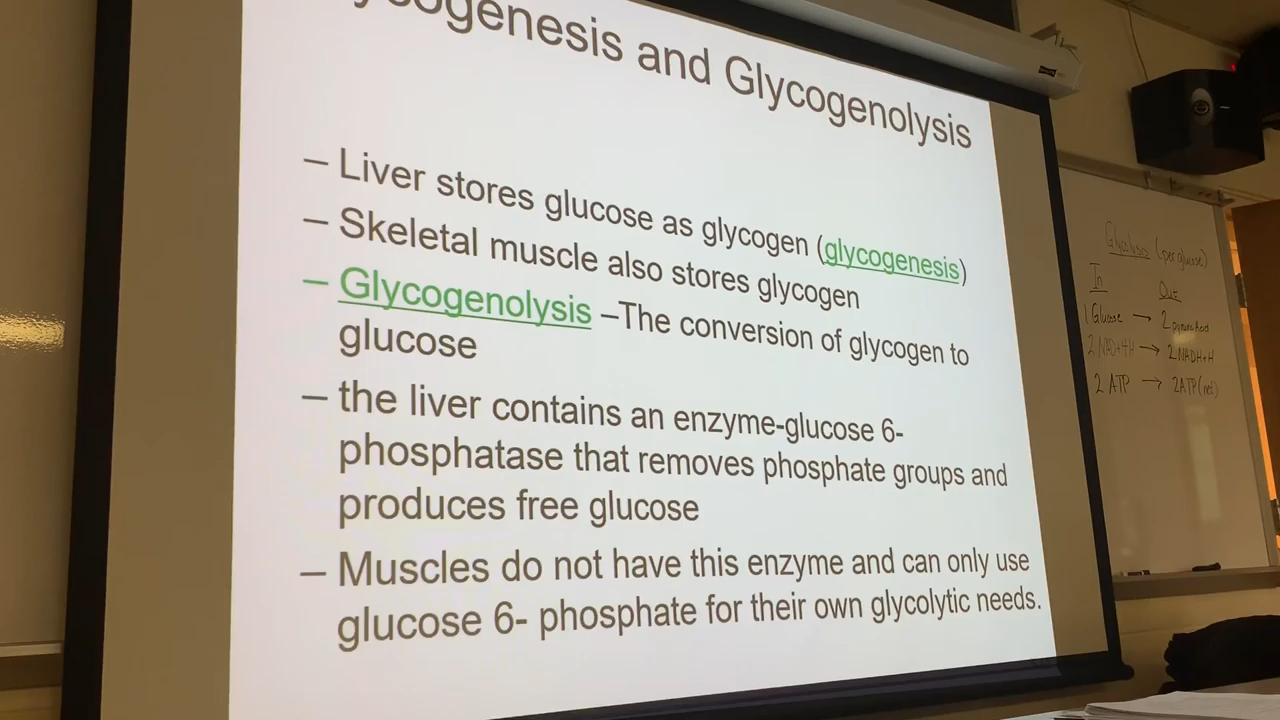 ycogenesis and Glycogenolysis
– Liver stores glucose as glycogen (glycogenesis)
– Skeletal muscle also stores glycogen
– Glycogenolysis –The conversion of glycogen to
glucose
– the liver contains an enzyme-glucose 6-
phosphatase that removes phosphate groups and
produces free glucose
– Muscles do not have this enzyme and can only use
glucose 6- phosphate for their own glycolytic needs.
(per glucose)
In Out
1 Glucose → 2 Pyruvic Acid
2 NAD+4H → 2 NADH+H
2 ATP → 2ATP (net)